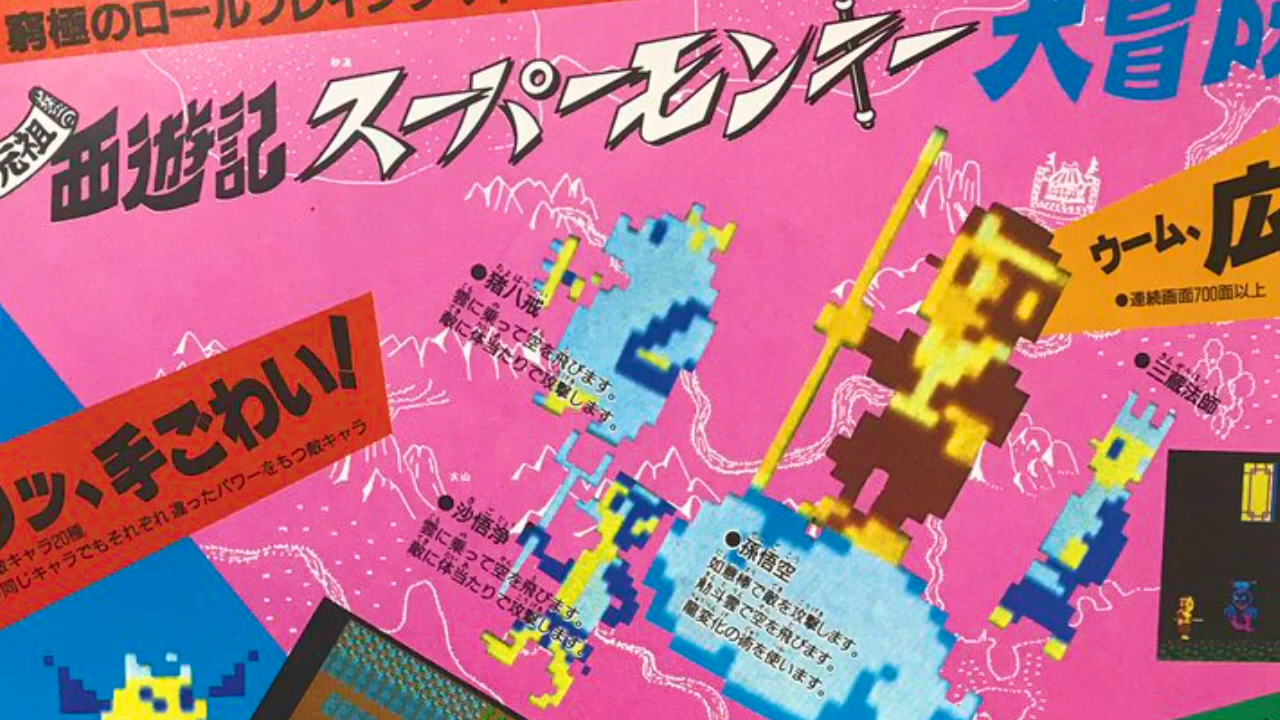 窮極のロールプレイング
元祖
西遊記 スーパーモンキー 大冒険
ウーム、広
●連続画面700面以上
●猪八戒
雲に乗って空を飛びます。
敵に体当たりで攻撃します。
●三蔵法師
ッ、手ごわい!
敵キャラ20種
同じキャラでもそれぞれ違ったパワーをもつ敵キャラ
火山
●沙悟浄
雲に乗って空を飛びます。
敵に体当たりで攻撃します。
●孫悟空
如意棒で敵を攻撃します。
觔斗雲で空を飛びます。
魔変化の術を使います。